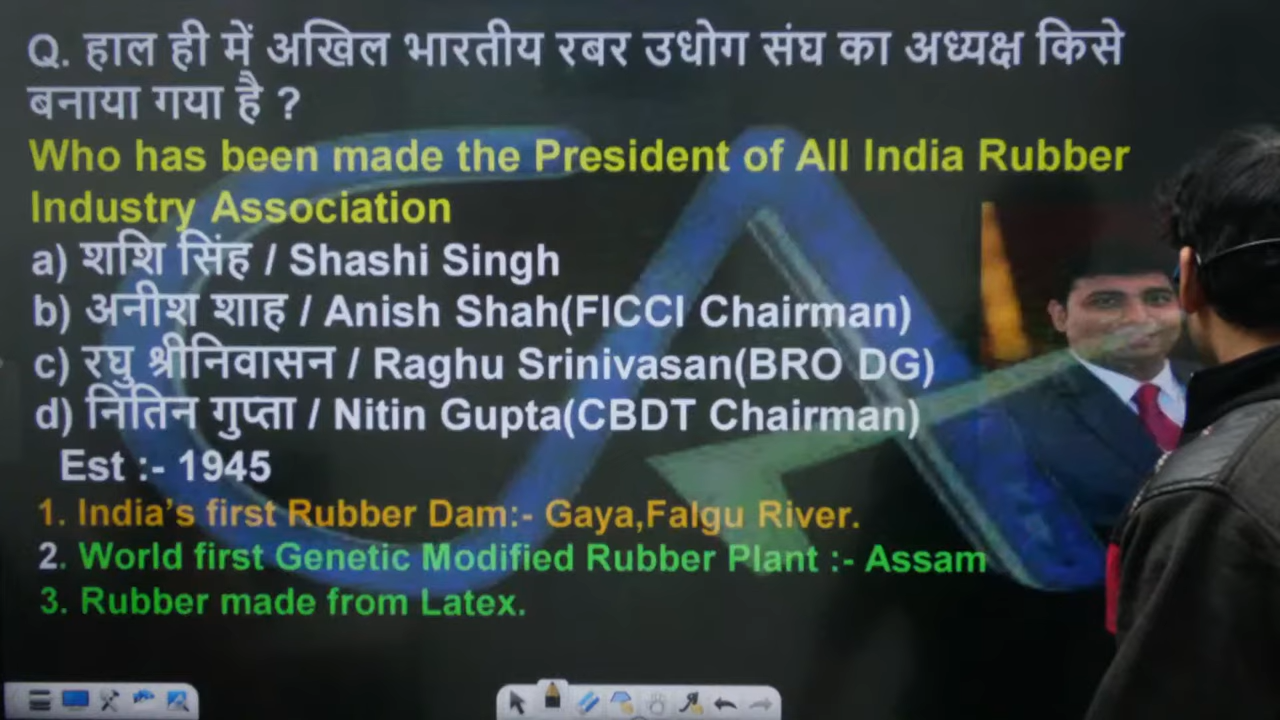 Q. हाल ही में अखिल भारतीय रबर उधोग संघ का अध्यक्ष किसे
बनाया गया है ?
Who has been made the President of All India Rubber
Industry Association
a) शशि सिंह / Shashi Singh
b) अनीश शाह / Anish Shah(FICCI Chairman)
c) रघु श्रीनिवासन / Raghu Srinivasan(BRO DG)
d) नितिन गुप्ता / Nitin Gupta(CBDT Chairman)
Est :- 1945
1. India's first Rubber Dam:- Gaya,Falgu River.
2. World first Genetic Modified Rubber Plant :- Assam
3. Rubber made from Latex.